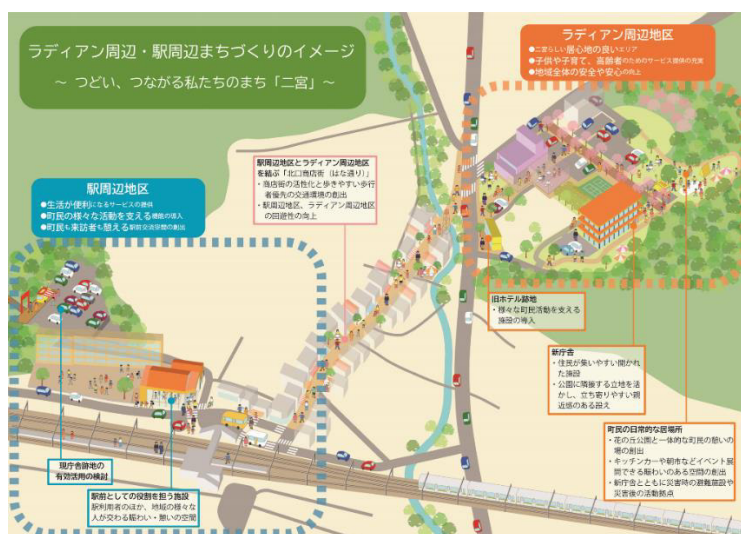 ラディアン周辺・駅周辺まちづくりのイメージ
～ つどい、つながる私たちのまち「二宮」～
ラディアン周辺地区
●二宮らしい居心地の良いエリア
●子供や子育て、高齢者のためのサービス提供の充実
●地域全体の安全や安心の向上
駅周辺地区とラディアン周辺地区
を結ぶ「北口商店街（はな通り）」
・商店街の活性化と歩きやすい歩行
者優先の交通環境の創出
・駅周辺地区、ラディアン周辺地区
の回遊性の向上
駅周辺地区
●生活が便利になるサービスの提供
●町民の様々な活動を支える機能の導入
●町民も来訪者も憩える駅前交流空間の創出
旧ホテル跡地
・様々な町民活動を支える
施設の導入
新庁舎
・住民が集いやすい開かれ
た施設
・公園に隣接する立地を活
かし、立ち寄りやすい親
近感のある設え
町民の日常的な居場所
・花の丘公園と一体的な町民の憩いの
場の創出
・キッチンカーや朝市などイベント展
開できる賑わいのある空間の創出
・新庁舎とともに災害時の避難施設や
災害後の活動拠点
現庁舎跡地の
有効活用の検討
駅前としての役割を担う施設
駅利用者のほか、地域の様々な
人が交わる賑わい・憩いの空間